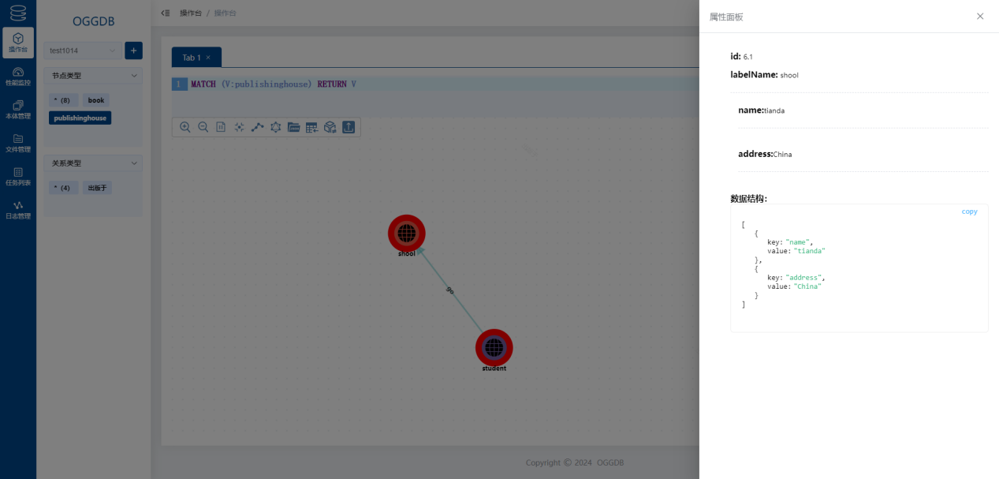 OGGDB
操作台 / 操作台
属性面板
操作台
性能监控
本体管理
文件管理
任务列表
日志管理
test1014
+
节点类型
* (8)
book
publishinghouse
关系类型
* (4)
出版于
Tab 1 ×
1 MATCH (V:publishinghouse) RETURN V
shool
go
student
Copyright © 2024 OGGDB
id: 6.1
labelName: shool
name:tianda
address:China
数据结构：
copy
[
{
key: "name",
value: "tianda"
},
{
key: "address",
value: "China"
}
]